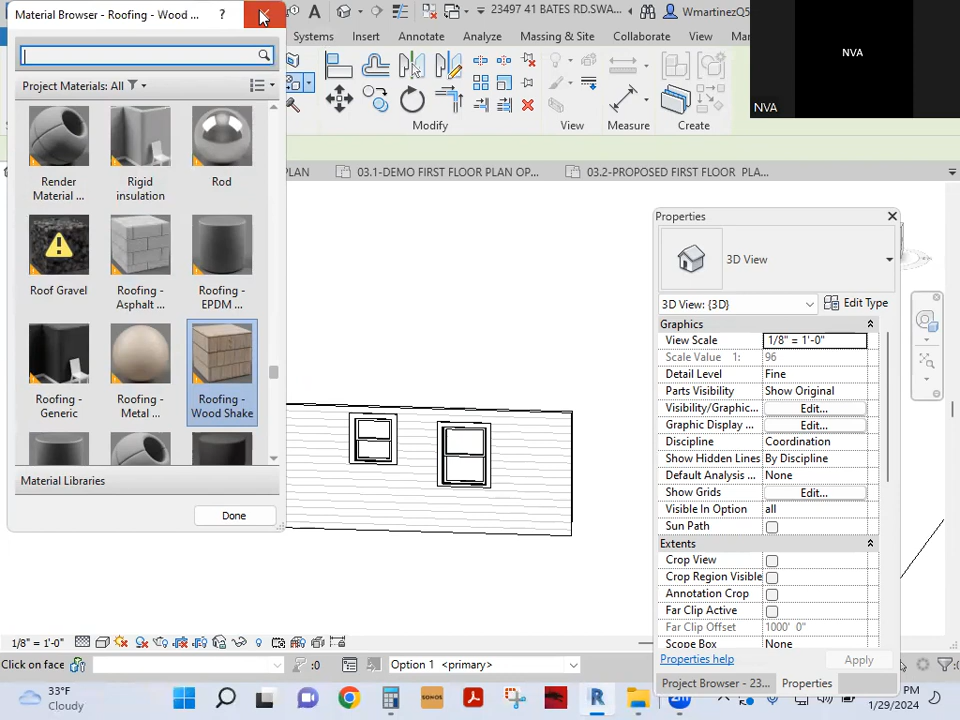 Material Browser - Roofing - Wood ...
?
A
23497 41 BATES RD.SWA...
WmartinezQ5
NVA
NVA
Systems
Insert
Annotate
Analyze
Massing & Site
Collaborate
View
Project Materials: All
Modify
View
Measure
Create
PLAN
03.1-DEMO FIRST FLOOR PLAN OP...
03.2-PROPOSED FIRST FLOOR PLA...
Render Material ...
Rigid insulation
Rod
Roof Gravel
Roofing - Asphalt ...
Roofing - EPDM ...
Roofing - Generic
Roofing - Metal ...
Roofing - Wood Shake
Material Libraries
Done
Properties
3D View
3D View: {3D}
Edit Type
Graphics
View Scale 1/8" = 1'-0"
Scale Value 1: 96
Detail Level Fine
Parts Visibility Show Original
Visibility/Graphic... Edit...
Graphic Display ... Edit...
Discipline Coordination
Show Hidden Lines By Discipline
Default Analysis ... None
Show Grids Edit...
Visible In Option all
Sun Path
Extents
Crop View
Crop Region Visible
Annotation Crop
Far Clip Active
Far Clip Offset 1000' 0"
Scope Box None
Properties help
Apply
Project Browser - 23...
Properties
1/8" = 1'-0"
Click on face
:0
Option 1 <primary>
33°F
Cloudy
SONOS
R
PM
1/29/2024